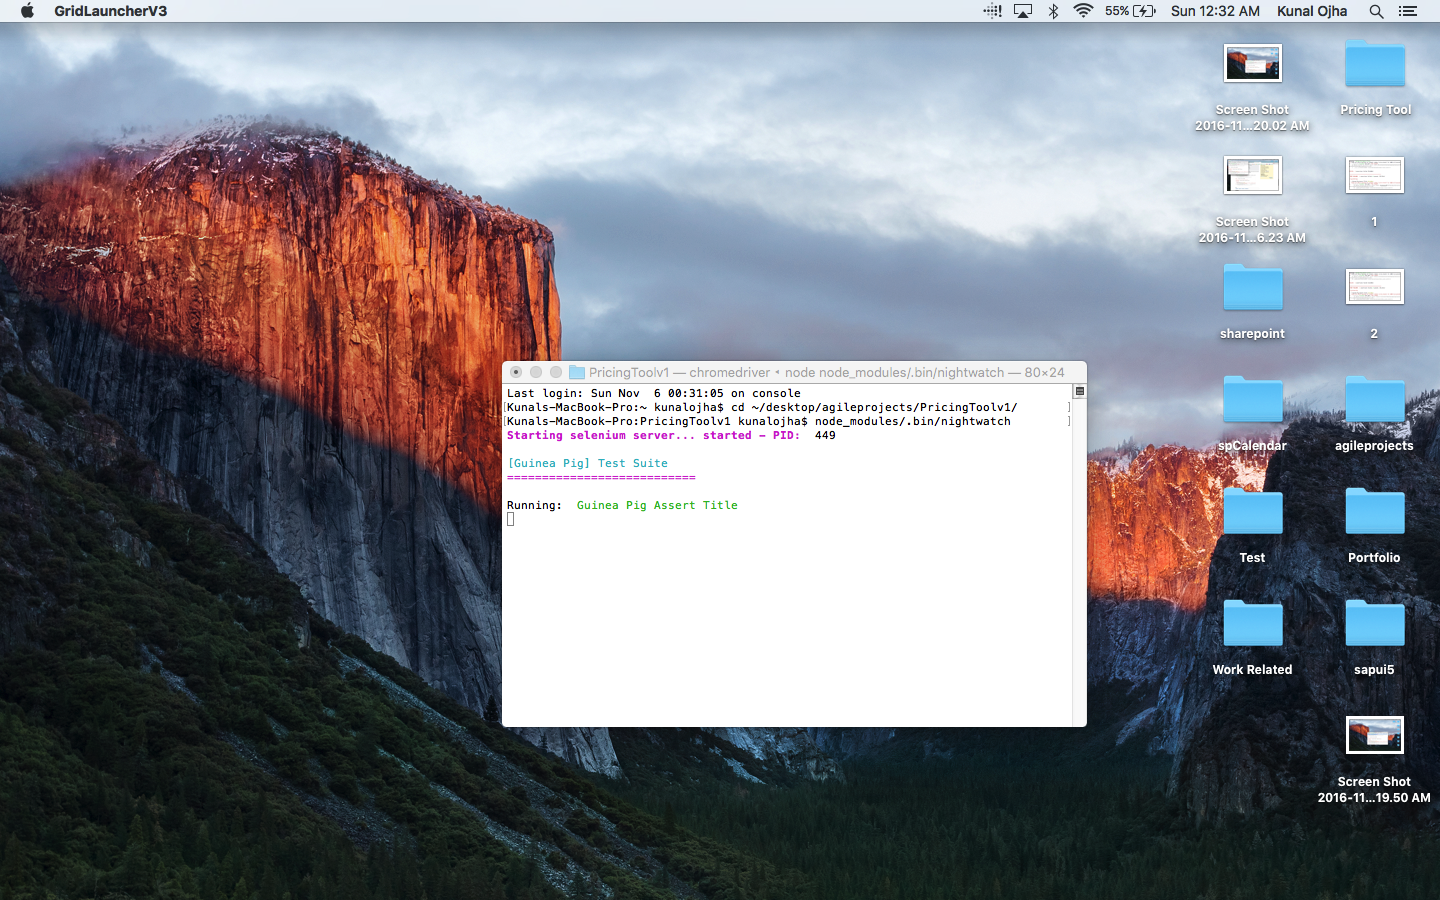 GridLauncherV3
55%
Sun 12:32 AM
Kunal Ojha
PricingToolv1 — chromedriver ◂ node node_modules/.bin/nightwatch — 80×24
Last login: Sun Nov  6 00:31:05 on console
[Kunals-MacBook-Pro:~ kunalojha$ cd ~/desktop/agileprojects/PricingToolv1/ ]
[Kunals-MacBook-Pro:PricingToolv1 kunalojha$ node_modules/.bin/nightwatch ]
Starting selenium server... started - PID:  449
[Guinea Pig] Test Suite
===========================
Running:  Guinea Pig Assert Title
Screen Shot
2016-11...20.02 AM
Pricing Tool
Screen Shot
2016-11...6.23 AM
1
sharepoint
2
spCalendar
agileprojects
Test
Portfolio
Work Related
sapui5
Screen Shot
2016-11...19.50 AM